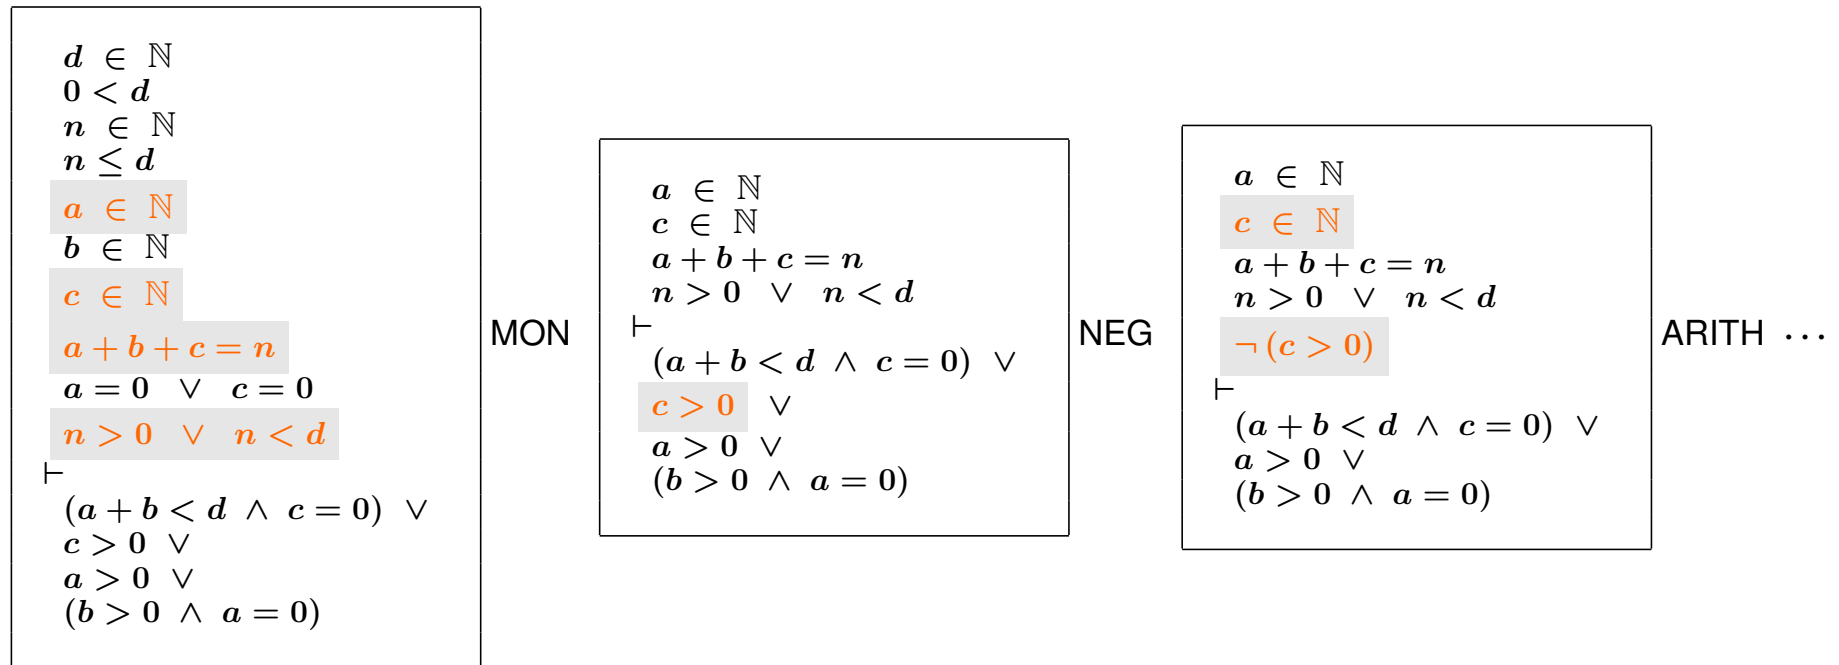 d ∈ ℕ
0 < d
n ∈ ℕ
n ≤ d
a ∈ ℕ
b ∈ ℕ
c ∈ ℕ
a + b + c = n
a = 0 ∨ c = 0
n > 0 ∨ n < d
⊢
(a + b < d ∧ c = 0) ∨
c > 0 ∨
a > 0 ∨
(b > 0 ∧ a = 0)
MON
a ∈ ℕ
c ∈ ℕ
a + b + c = n
n > 0 ∨ n < d
⊢
(a + b < d ∧ c = 0) ∨
c > 0 ∨
a > 0 ∨
(b > 0 ∧ a = 0)
NEG
a ∈ ℕ
c ∈ ℕ
a + b + c = n
n > 0 ∨ n < d
¬ (c > 0)
⊢
(a + b < d ∧ c = 0) ∨
a > 0 ∨
(b > 0 ∧ a = 0)
ARITH ···